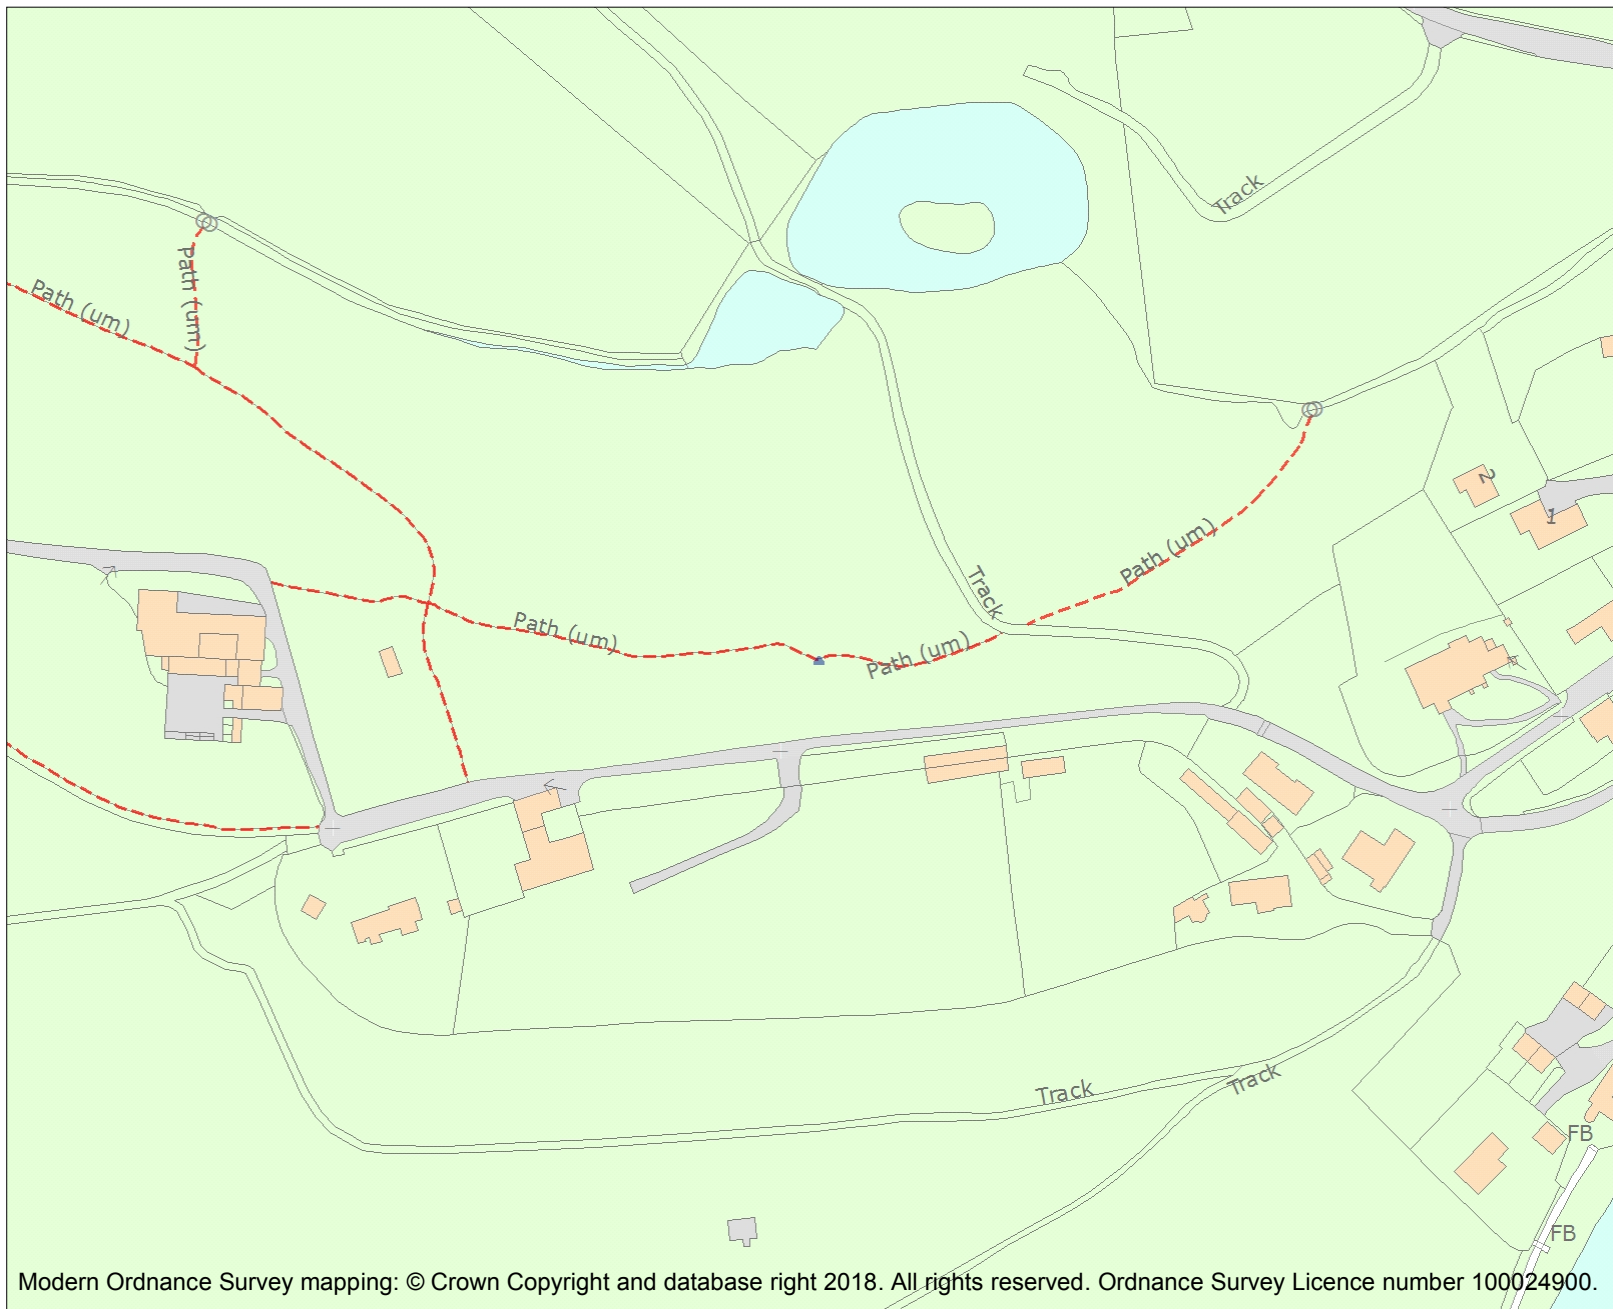 Track
Path (um)
Path (um)
2
1
Path (um)
Track
Path (um)
Path (um)
Track
Track
FB
FB
Modern Ordnance Survey mapping: © Crown Copyright and database right 2018. All rights reserved. Ordnance Survey Licence number 100024900.